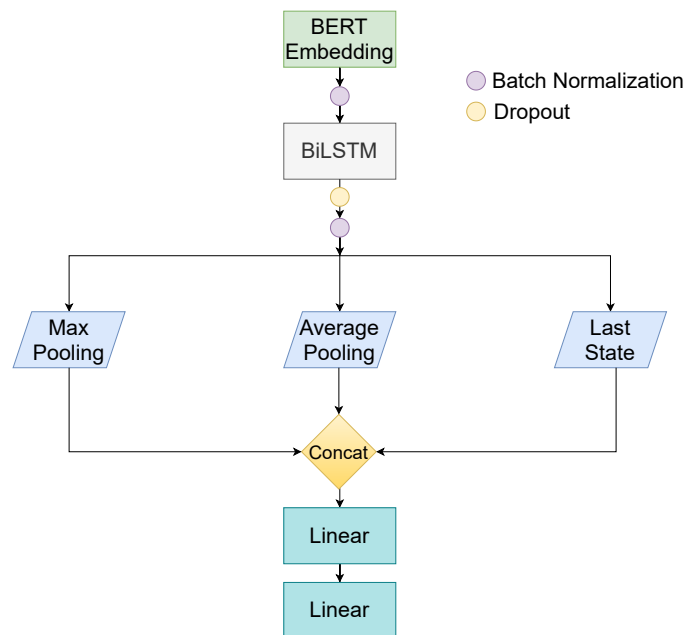 BERT
Embedding
Batch Normalization
Dropout
BiLSTM
Max
Pooling
Average
Pooling
Last
State
Concat
Linear
Linear